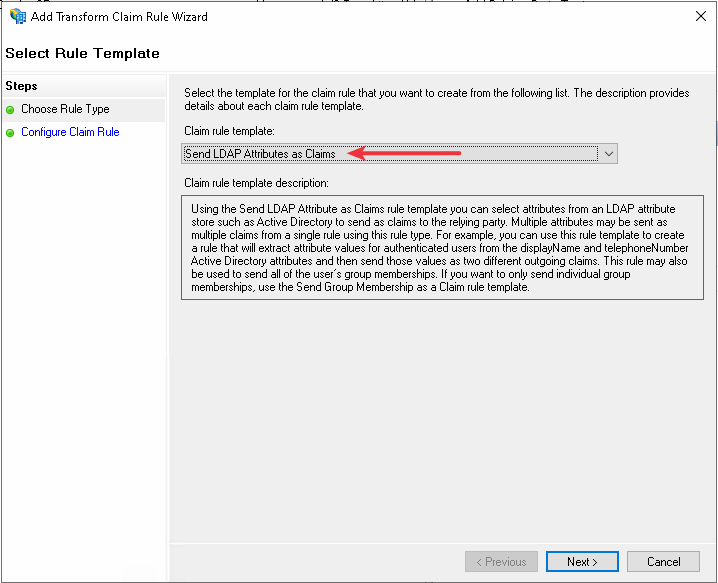 Add Transform Claim Rule Wizard
Select Rule Template
Steps
Choose Rule Type
Configure Claim Rule
Select the template for the claim rule that you want to create from the following list. The description provides
details about each claim rule template.
Claim rule template:
Send LDAP Attributes as Claims
Claim rule template description:
Using the Send LDAP Attribute as Claims rule template you can select attributes from an LDAP attribute
store such as Active Directory to send as claims to the relying party. Multiple attributes may be sent as
multiple claims from a single rule using this rule type. For example, you can use this rule template to create
a rule that will extract attribute values for authenticated users from the displayName and telephoneNumber
Active Directory attributes and then send those values as two different outgoing claims. This rule may also
be used to send all of the user's group memberships. If you want to only send individual group
memberships, use the Send Group Membership as a Claim rule template.
< Previous
Next >
Cancel